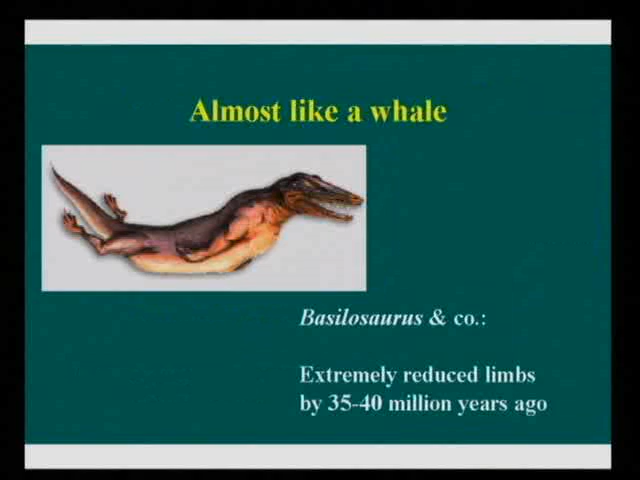 Almost like a whale
Basilosaurus & co.:
Extremely reduced limbs
by 35-40 million years ago